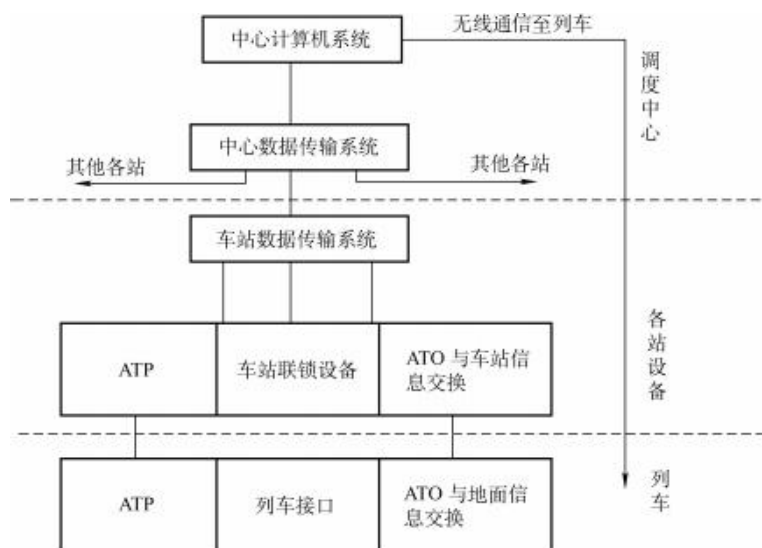 中心计算机系统
无线通信至列车
调度中心
中心数据传输系统
其他各站
其他各站
车站数据传输系统
各站设备
ATP
车站联锁设备
ATO 与车站信
息交换
ATP
列车接口
ATO 与地面信
息交换
列车